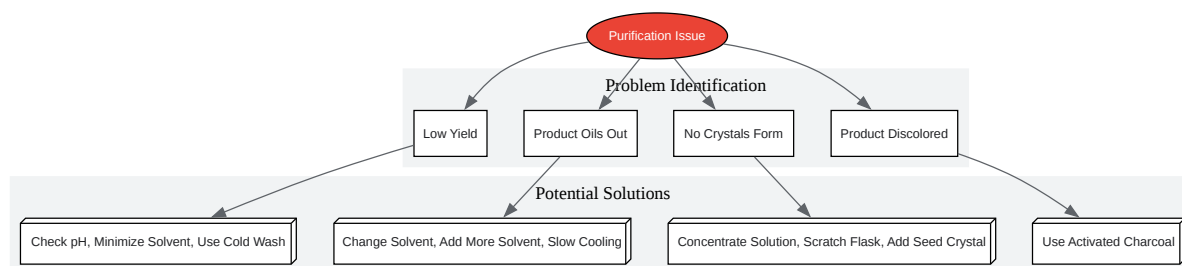 Purification Issue
Problem Identification
Low Yield
Product Oils Out
No Crystals Form
Product Discolored
Potential Solutions
Check pH, Minimize Solvent, Use Cold Wash
Change Solvent, Add More Solvent, Slow Cooling
Concentrate Solution, Scratch Flask, Add Seed Crystal
Use Activated Charcoal